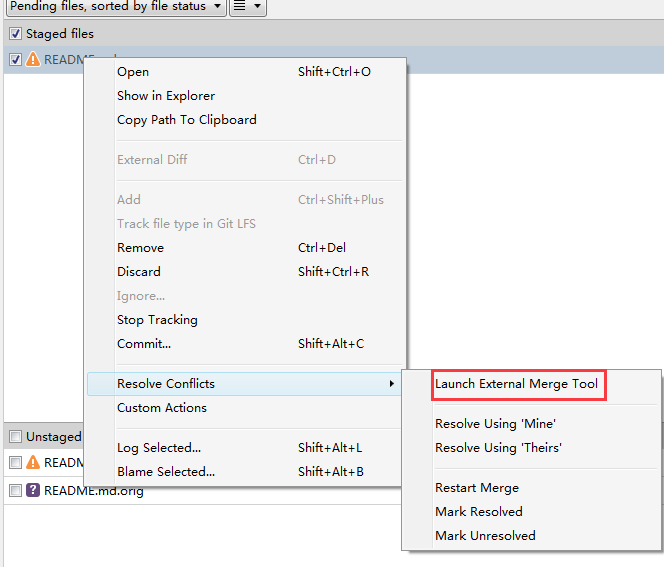 Pending files, sorted by file status
Staged files
README
Open Shift+Ctrl+O
Show in Explorer
Copy Path To Clipboard
External Diff Ctrl+D
Add Ctrl+Shift+Plus
Track file type in Git LFS
Remove Ctrl+Del
Discard Shift+Ctrl+R
Ignore...
Stop Tracking
Commit... Shift+Alt+C
Resolve Conflicts
Custom Actions
Log Selected... Shift+Alt+L
Blame Selected... Shift+Alt+B
Launch External Merge Tool
Resolve Using 'Mine'
Resolve Using 'Theirs'
Restart Merge
Mark Resolved
Mark Unresolved
Unstaged
READM
README.md.orig